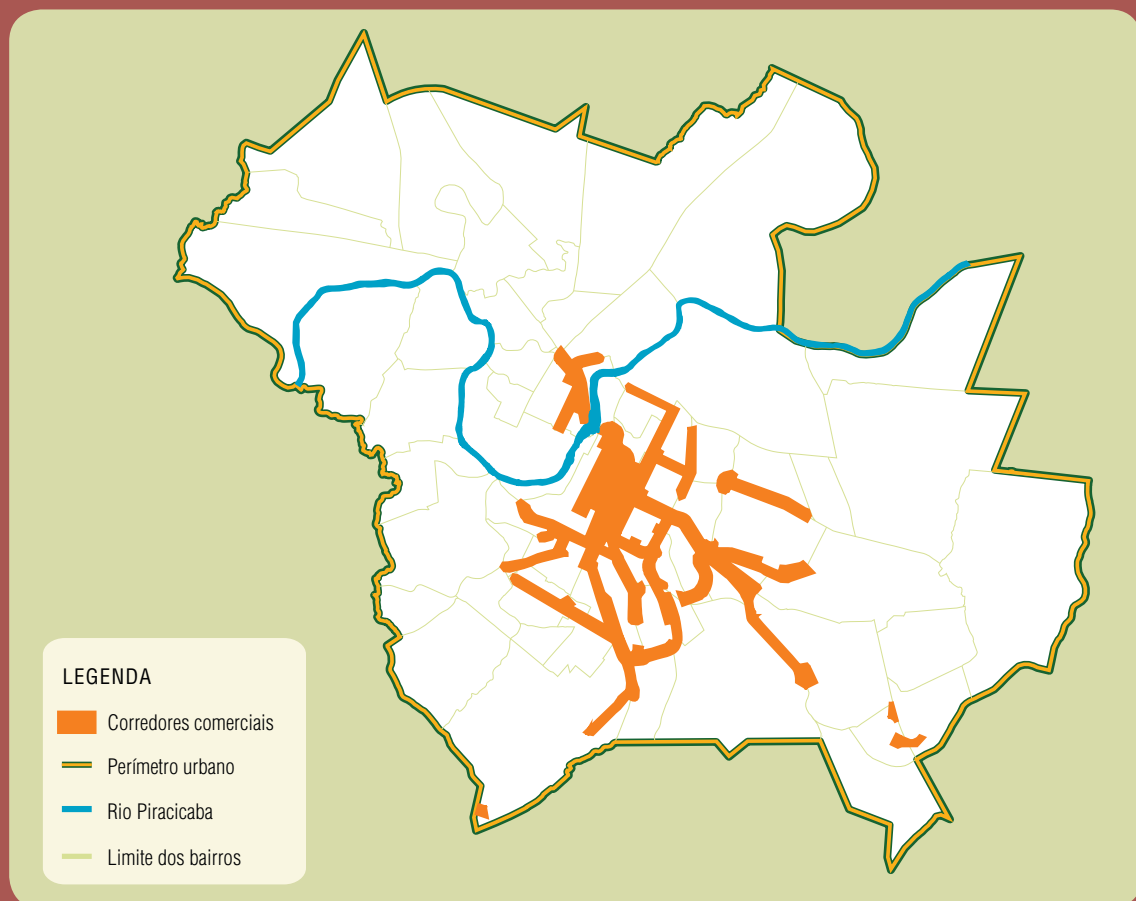 LEGENDA
Corredores comerciais
Perímetro urbano
Rio Piracicaba
Limite dos bairros